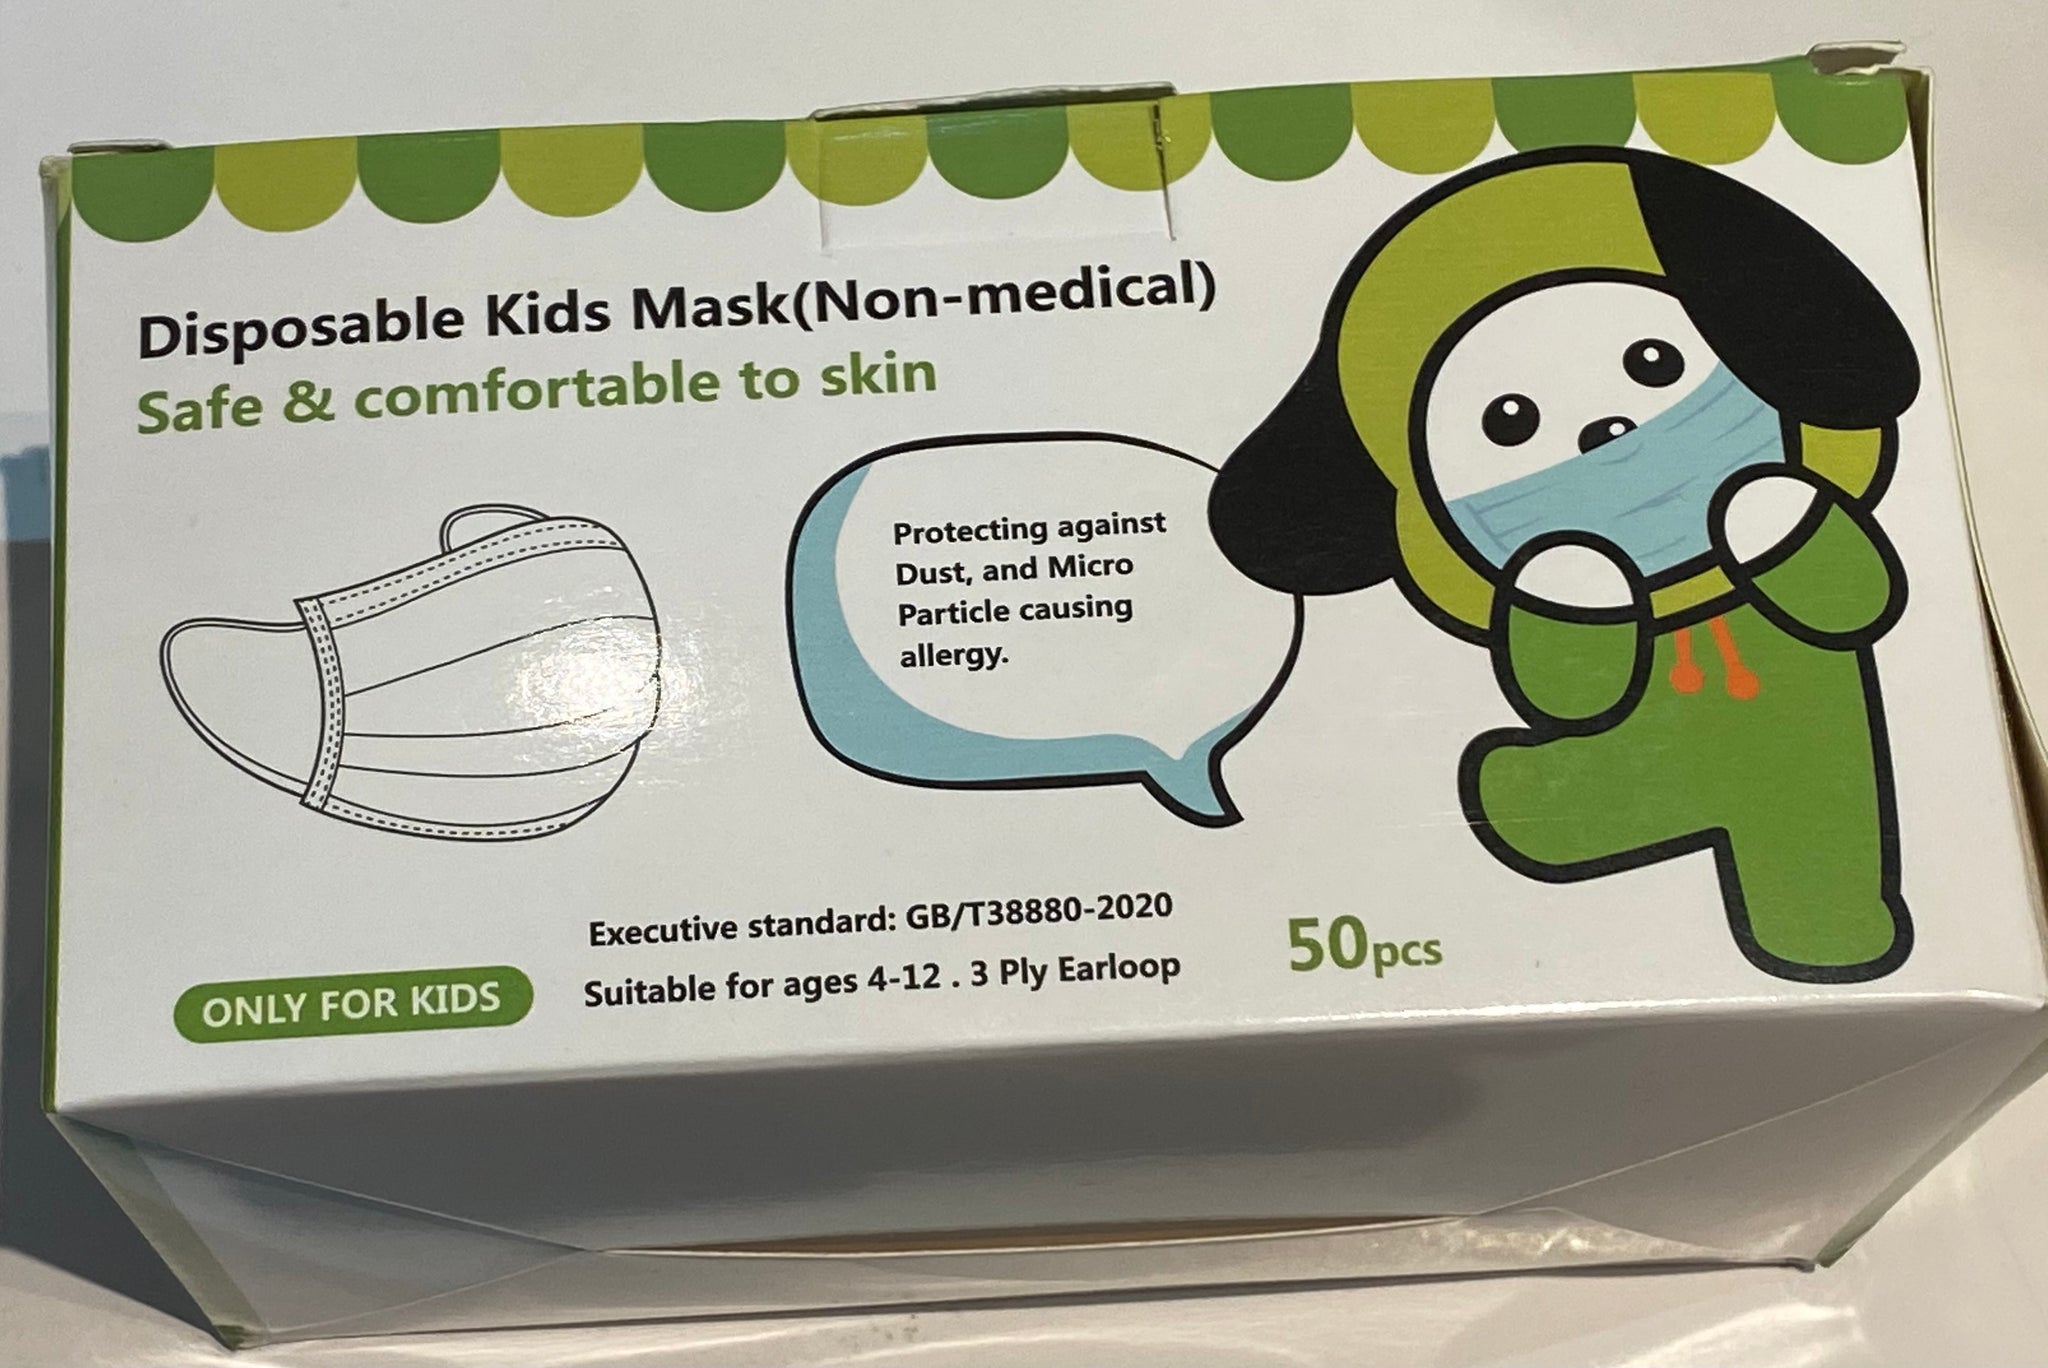 Disposable Kids Mask(Non-medical)
Safe & comfortable to skin
Protecting against
Dust, and Micro
Particle causing
allergy.
Executive standard: GB/T38880-2020
Suitable for ages 4-12 . 3 Ply Earloop
50pcs
ONLY FOR KIDS